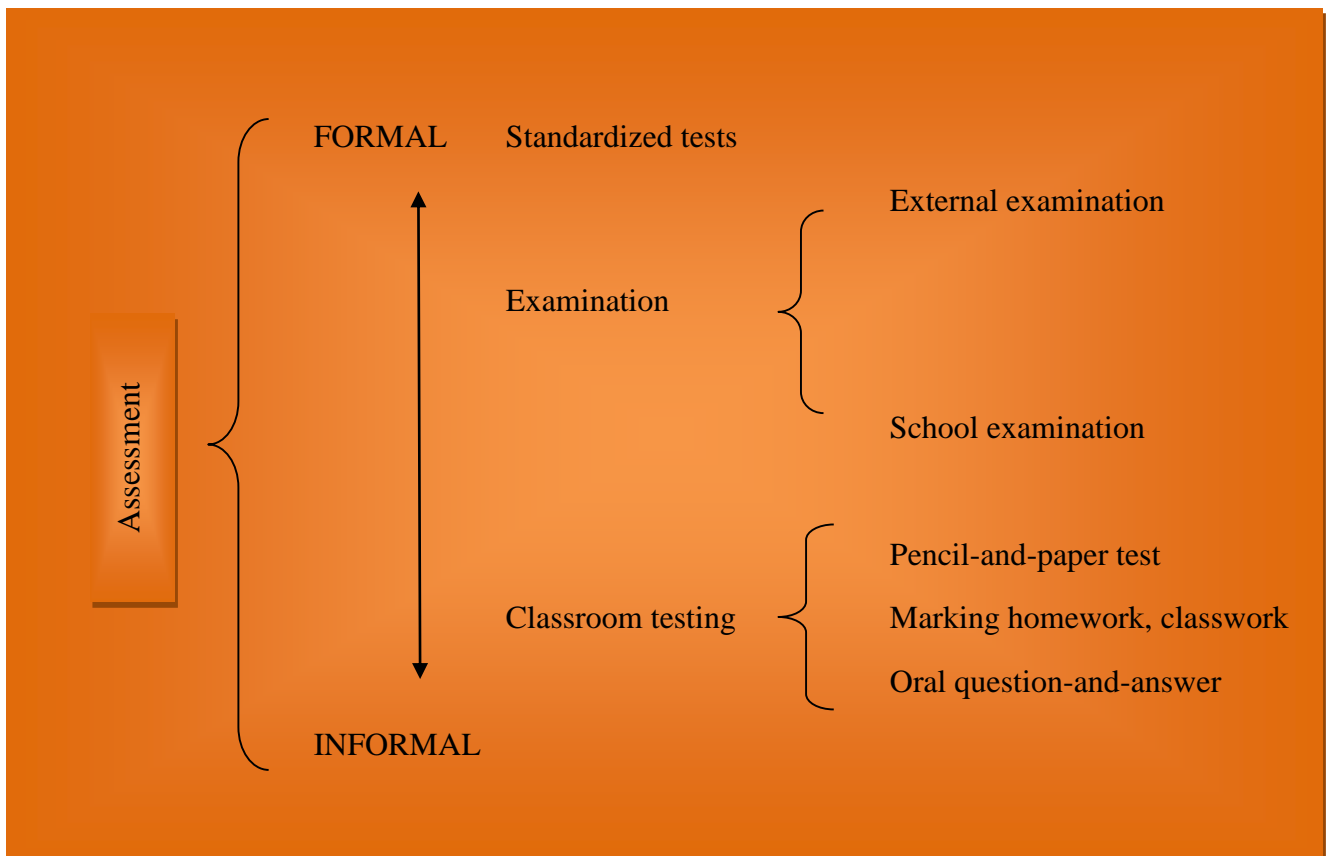 FORMAL Standardized tests
External examination
Examination
School examination
Assessment
Pencil-and-paper test
Classroom testing Marking homework, classwork
Oral question-and-answer
INFORMAL